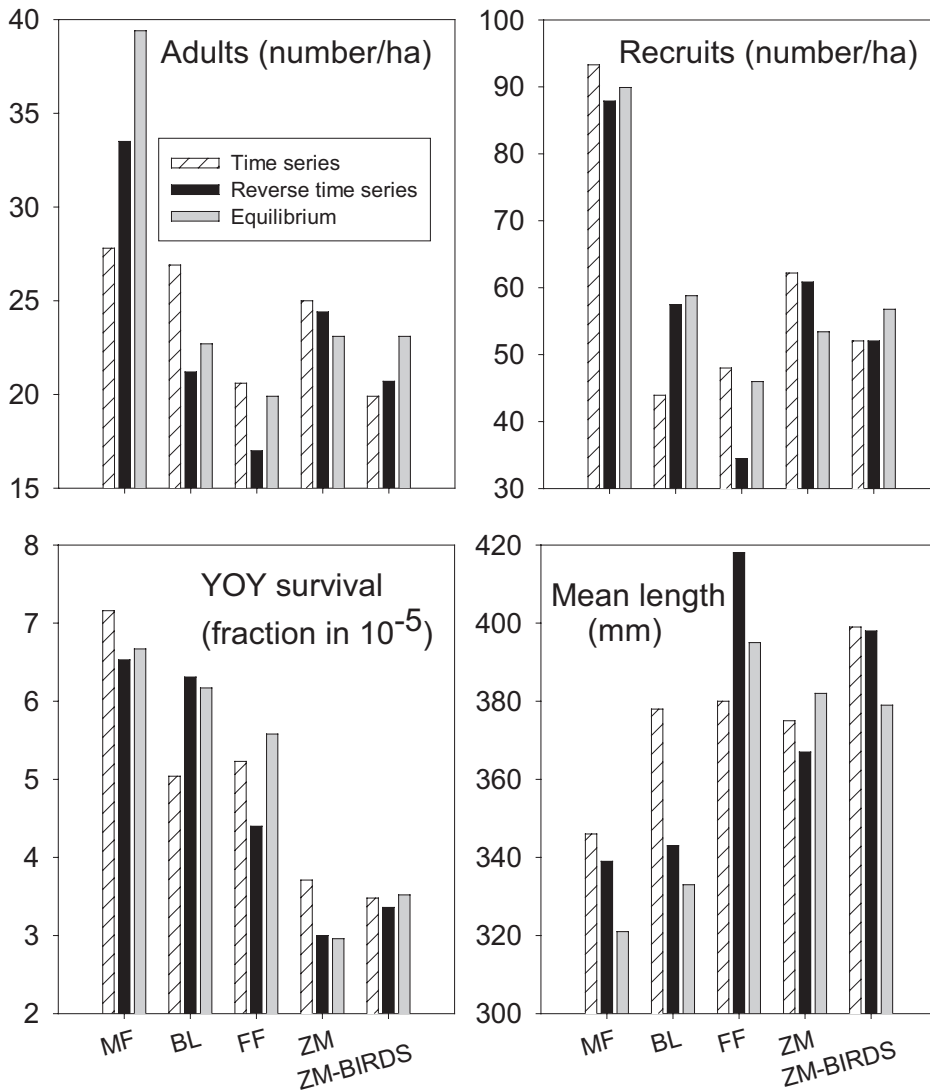 Adults (number/ha)
40
35
30
25
20
15
Time series
Reverse time series
Equilibrium
Recruits (number/ha)
100
90
80
70
60
50
40
30
YOY survival
(fraction in 10-5)
8
7
6
5
4
3
2
MF
BL
FF
ZM
ZM-BIRDS
Mean length
(mm)
420
400
380
360
340
320
300
MF
BL
FF
ZM
ZM-BIRDS